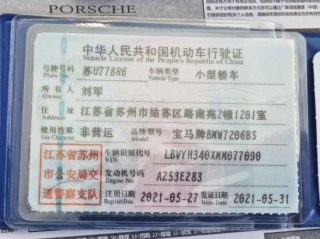 PORSCHE
中华人民共和国机动车行驶证
Vehicle License of the People's Republic of China
号牌号码 苏U778R6 车辆类型 小型轿车
Plate No. Vehicle Type
所有人 刘军
Owner
住址 江苏省苏州市姑苏区路南苑2幢1201室
Address
使用性质 非营运 品牌型号 宝马牌BMW7206BS
Use Character Model
江苏省苏州市公安局交通警察支队
车辆识别代号 LBVYH340XMM077090
VIN
发动机号码 A253E283
Engine No.
注册日期 2021-05-27 发证日期 2021-05-31
Register Date Issue Date